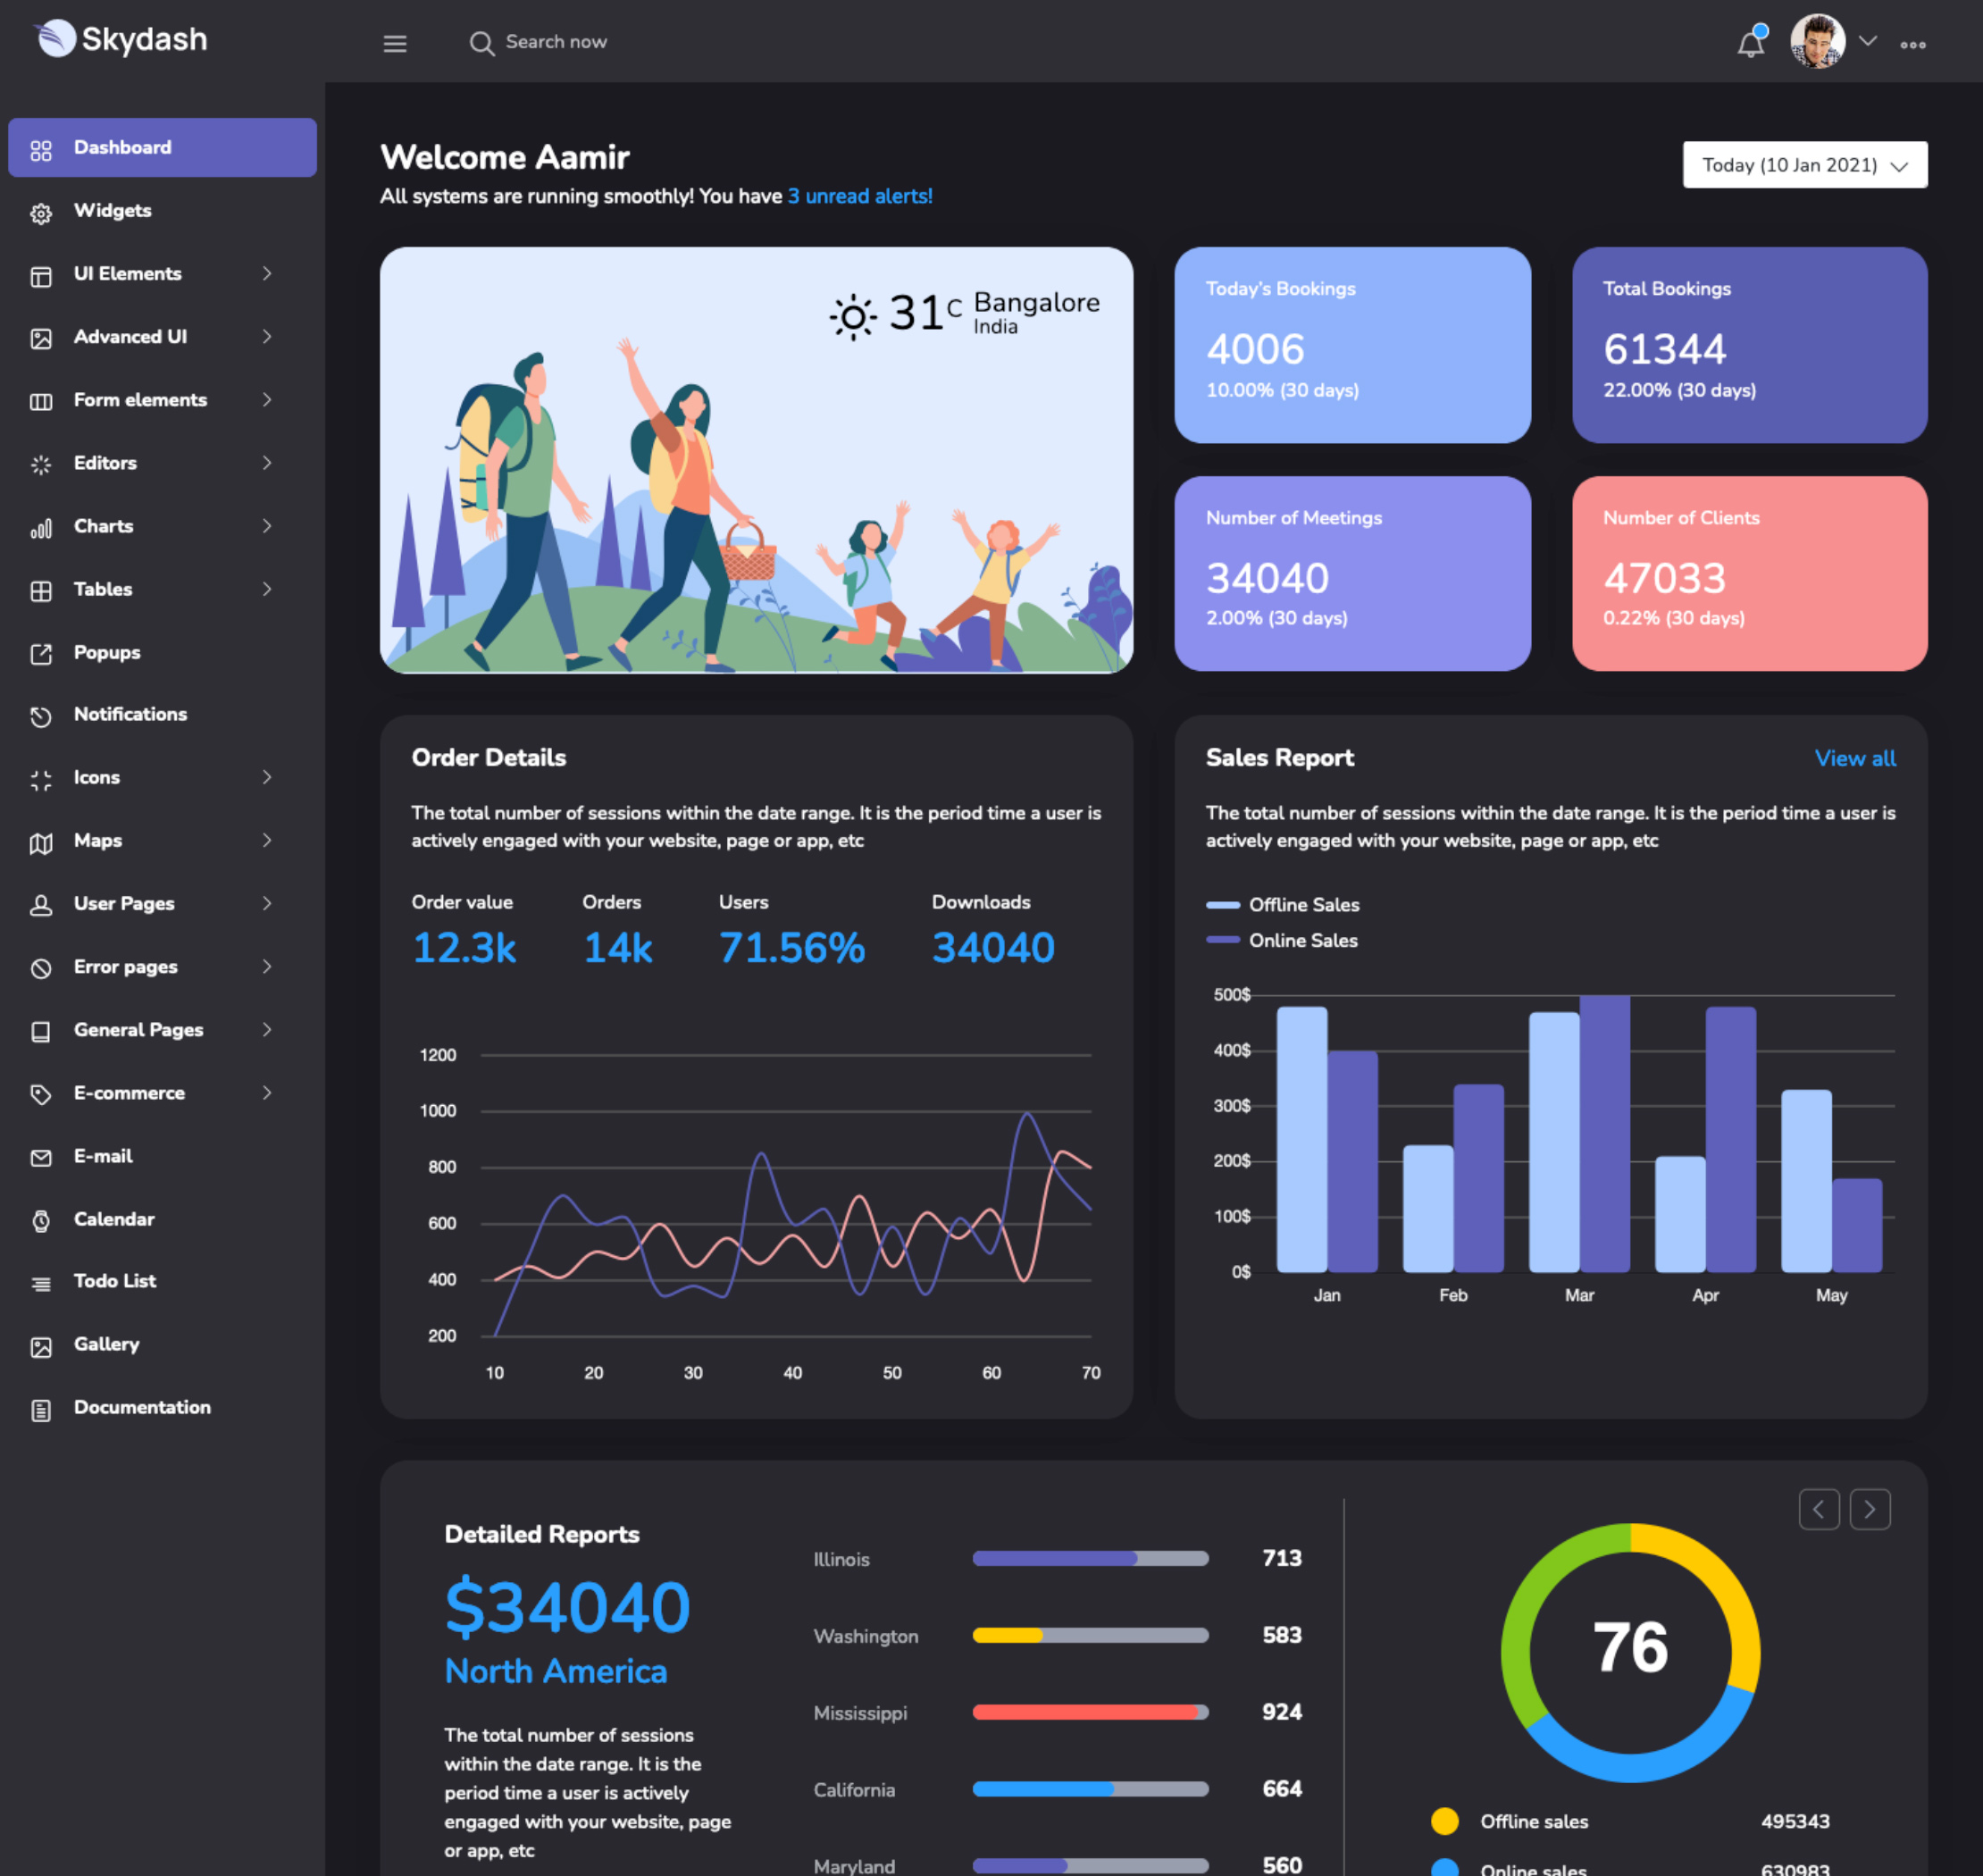 Skydash
Search now
Dashboard
Widgets
UI Elements
Advanced UI
Form elements
Editors
Charts
Tables
Popups
Notifications
Icons
Maps
User Pages
Error pages
General Pages
E-commerce
E-mail
Calendar
Todo List
Gallery
Documentation
Welcome Aamir
All systems are running smoothly! You have 3 unread alerts!
Today (10 Jan 2021)
31 C Bangalore
India
Today's Bookings
4006
10.00% (30 days)
Total Bookings
61344
22.00% (30 days)
Number of Meetings
34040
2.00% (30 days)
Number of Clients
47033
0.22% (30 days)
Order Details
The total number of sessions within the date range. It is the period time a user is
actively engaged with your website, page or app, etc
Order value Orders Users Downloads
12.3k 14k 71.56% 34040
1200
1000
800
600
400
200
10 20 30 40 50 60 70
Sales Report View all
The total number of sessions within the date range. It is the period time a user is
actively engaged with your website, page or app, etc
Offline Sales
Online Sales
500$
400$
300$
200$
100$
0$
Jan Feb Mar Apr May
Detailed Reports
$34040
North America
The total number of sessions
within the date range. It is the
period time a user is actively
engaged with your website, page
or app, etc
Illinois 713
Washington 583
Mississippi 924
California 664
Maryland 560
76
Offline sales 495343
Online sales 630983